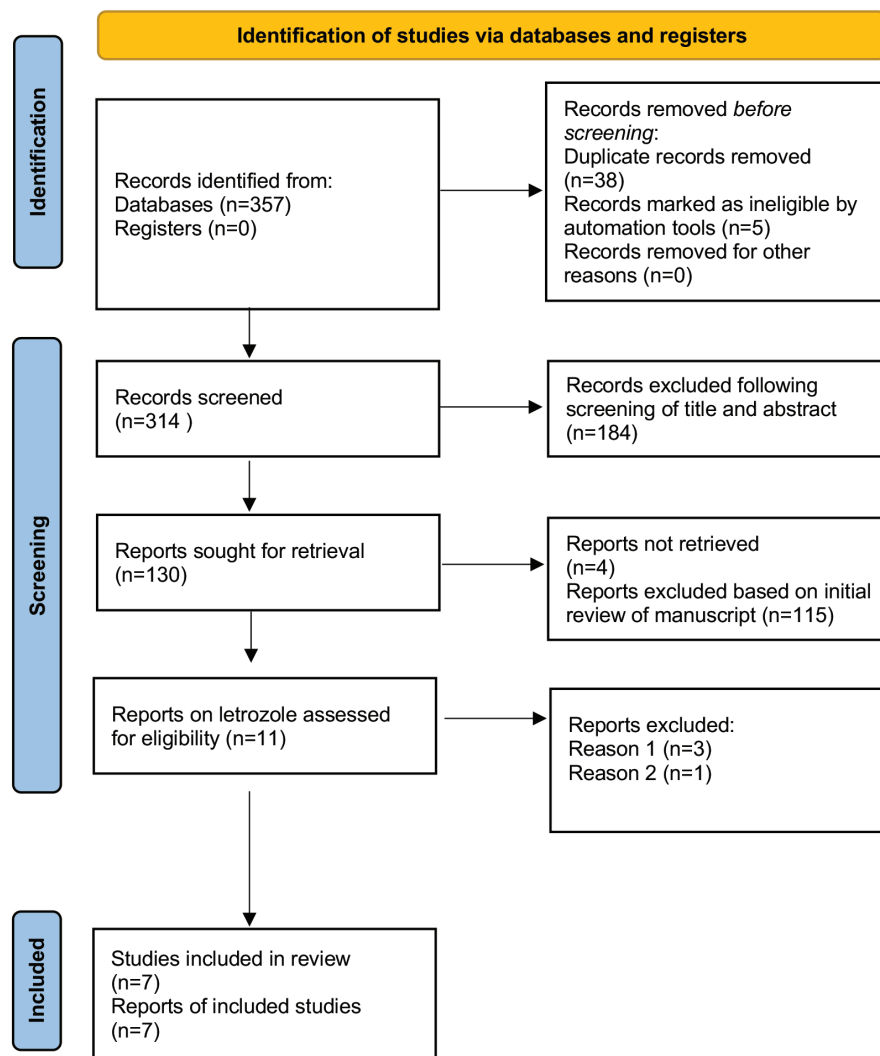 Identification of studies via databases and registers
Identification
Records identified from:
Databases (n=357)
Registers (n=0)
Records removed before
screening:
Duplicate records removed
(n=38)
Records marked as ineligible by
automation tools (n=5)
Records removed for other
reasons (n=0)
Screening
Records screened
(n=314 )
Records excluded following
screening of title and abstract
(n=184)
Reports sought for retrieval
(n=130)
Reports not retrieved
(n=4)
Reports excluded based on initial
review of manuscript (n=115)
Reports on letrozole assessed
for eligibility (n=11)
Reports excluded:
Reason 1 (n=3)
Reason 2 (n=1)
Included
Studies included in review
(n=7)
Reports of included studies
(n=7)